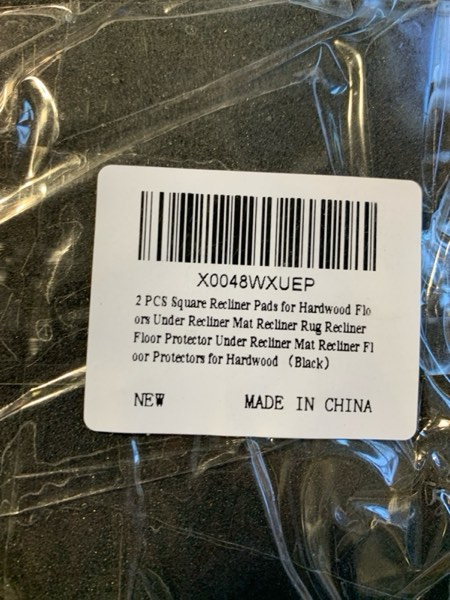 X0048WXUEP
2 PCS Square Recliner Pads for Hardwood Flo
ors Under Recliner Mat Recliner Rug Recliner
Floor Protector Under Recliner Mat Recliner Fl
oor Protectors for Hardwood （Black）
NEW MADE IN CHINA